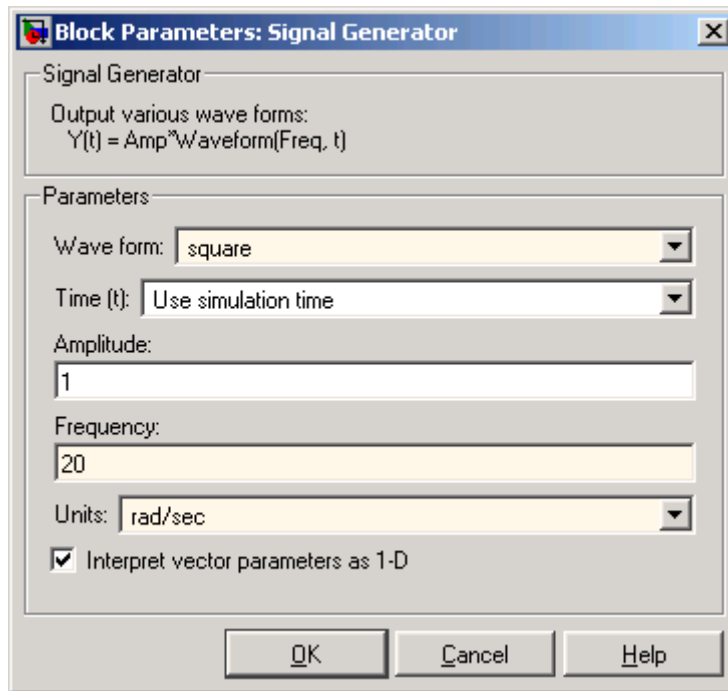 Block Parameters: Signal Generator
Signal Generator
Output various wave forms:
Y(t) = Amp*Waveform(Freq, t)
Parameters
Wave form: square
Time (t): Use simulation time
Amplitude:
1
Frequency:
20
Units: rad/sec
Interpret vector parameters as 1-D
OK Cancel Help